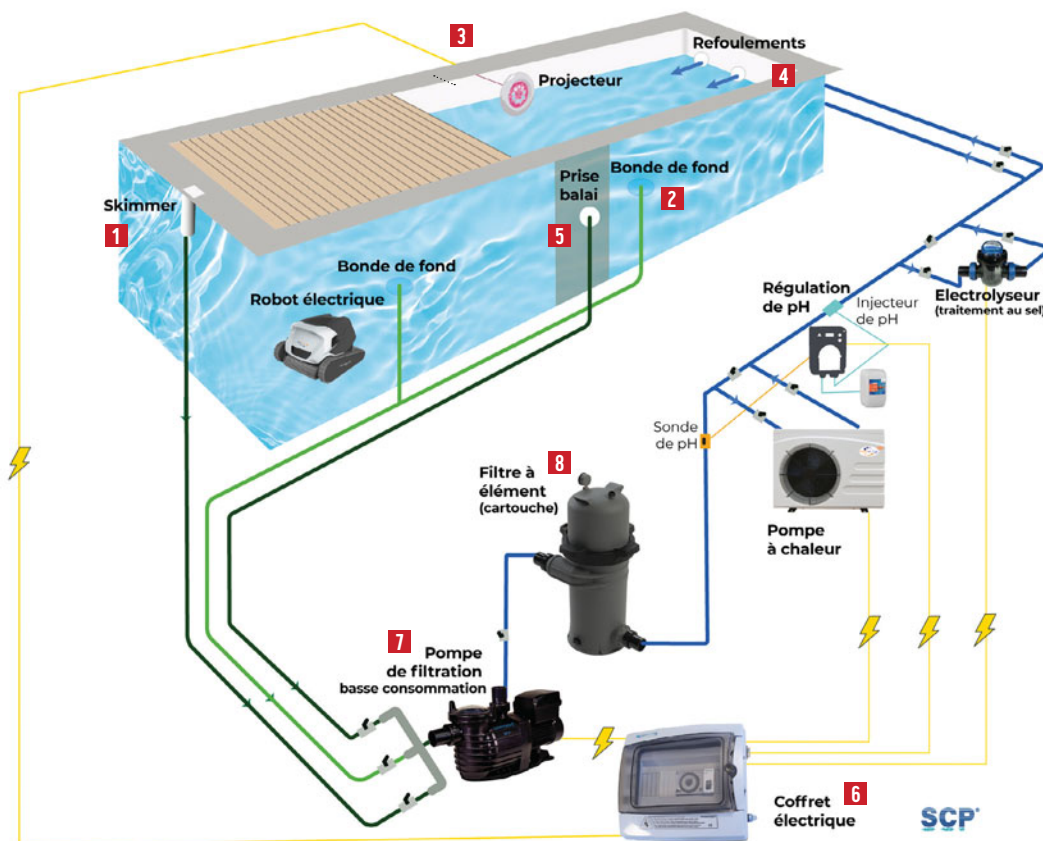 3
Refoulements
4
Projecteur
Skimmer
1
Prise
balai
5
Bonde de fond
2
Bonde de fond
Robot électrique
Régulation
de pH
Injecteur
de pH
Electrolyseur
(traitement au sel)
Sonde
de pH
Filtre à
élément
(cartouche)
8
Pompe
à chaleur
7
Pompe
de filtration
basse consommation
Coffret
électrique
6
SCP®